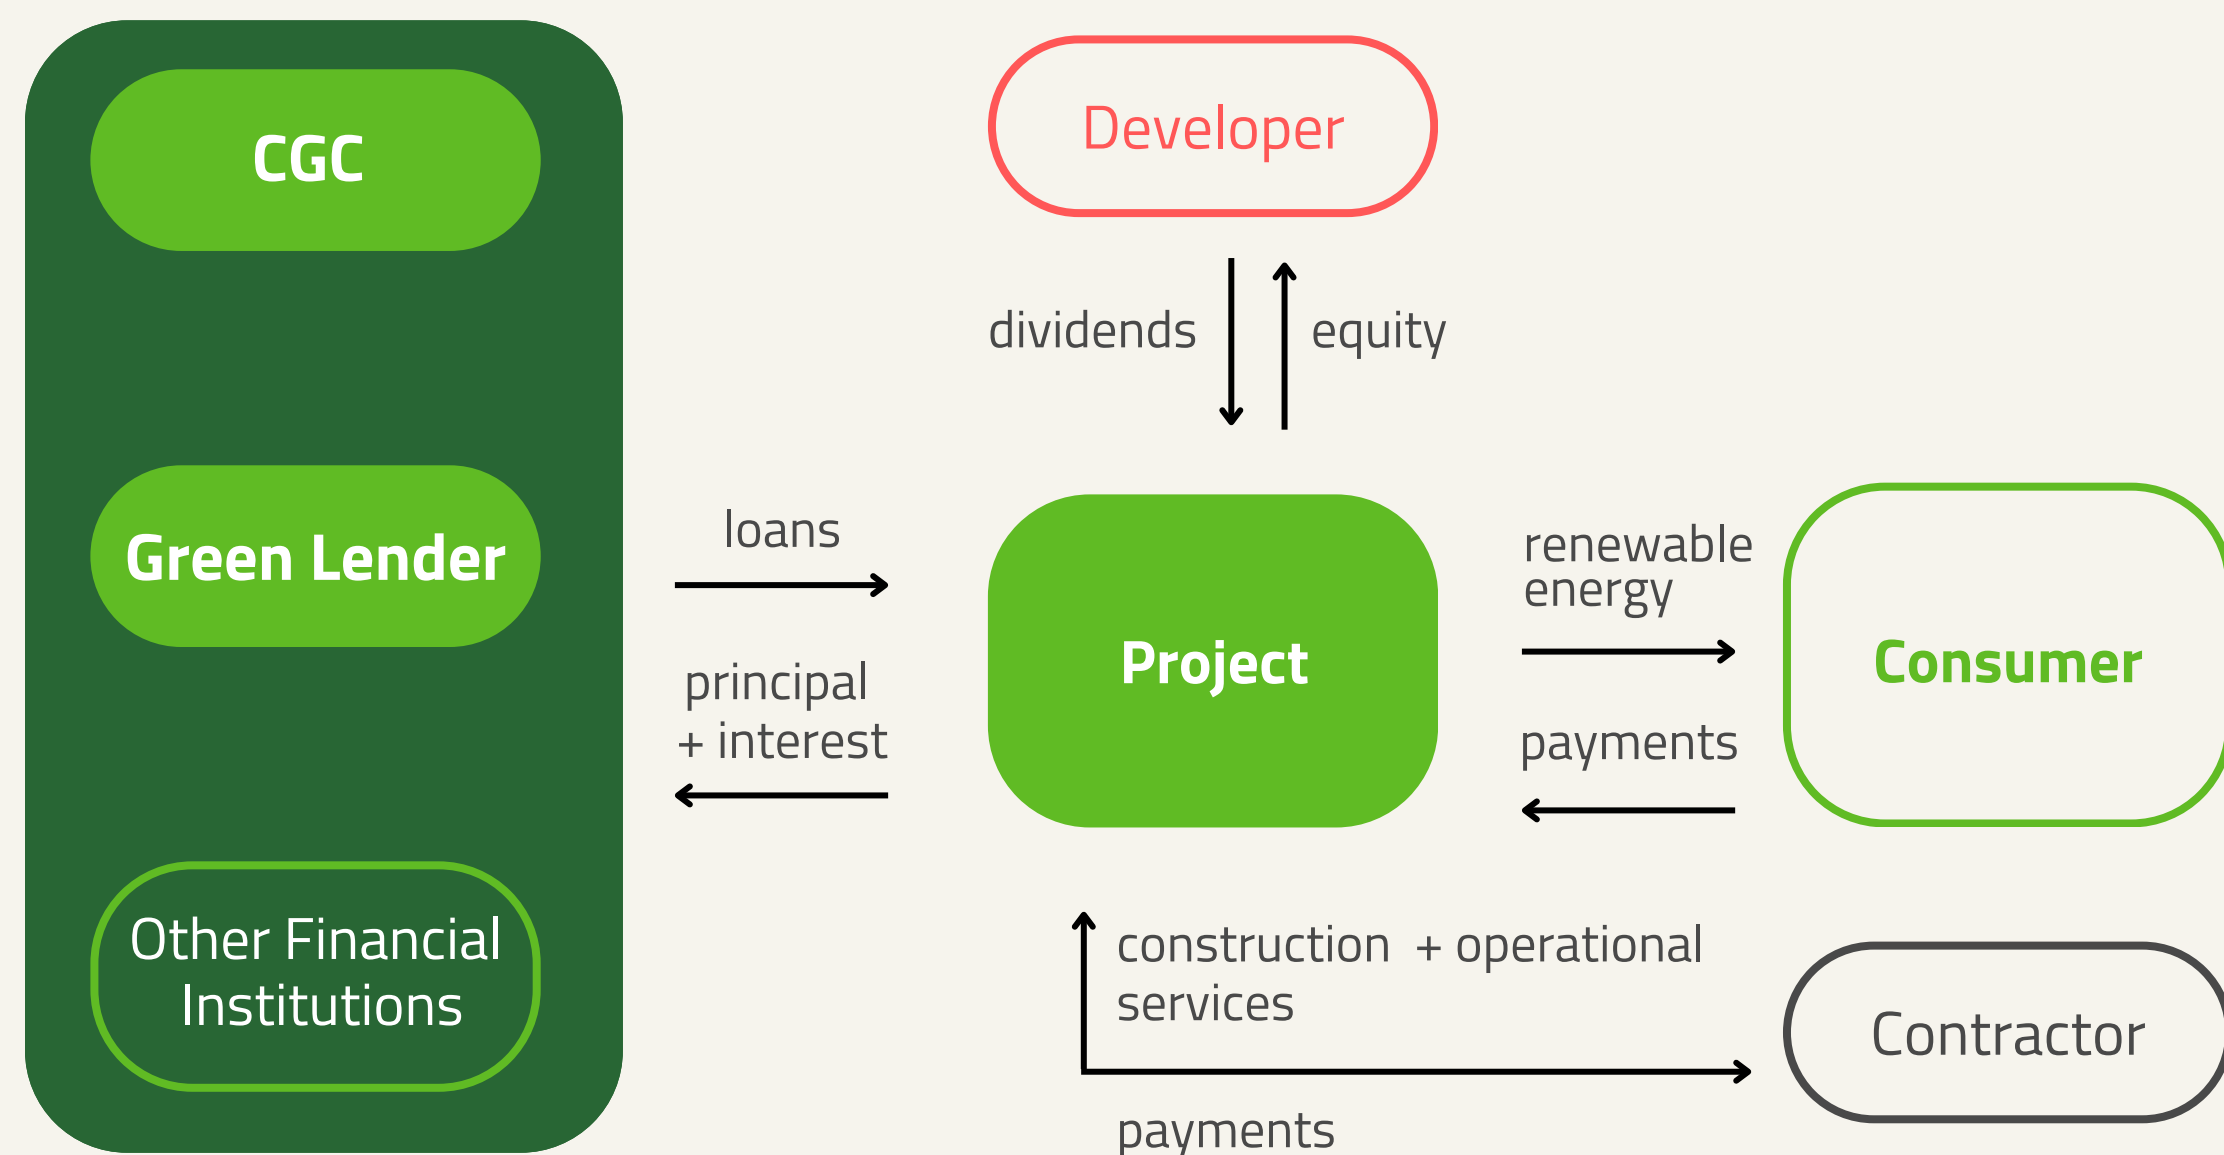 CGC
Developer
dividends
equity
Green Lender
loans
principal
+ interest
Project
renewable
energy
payments
Consumer
Other Financial
Institutions
construction + operational
services
payments
Contractor